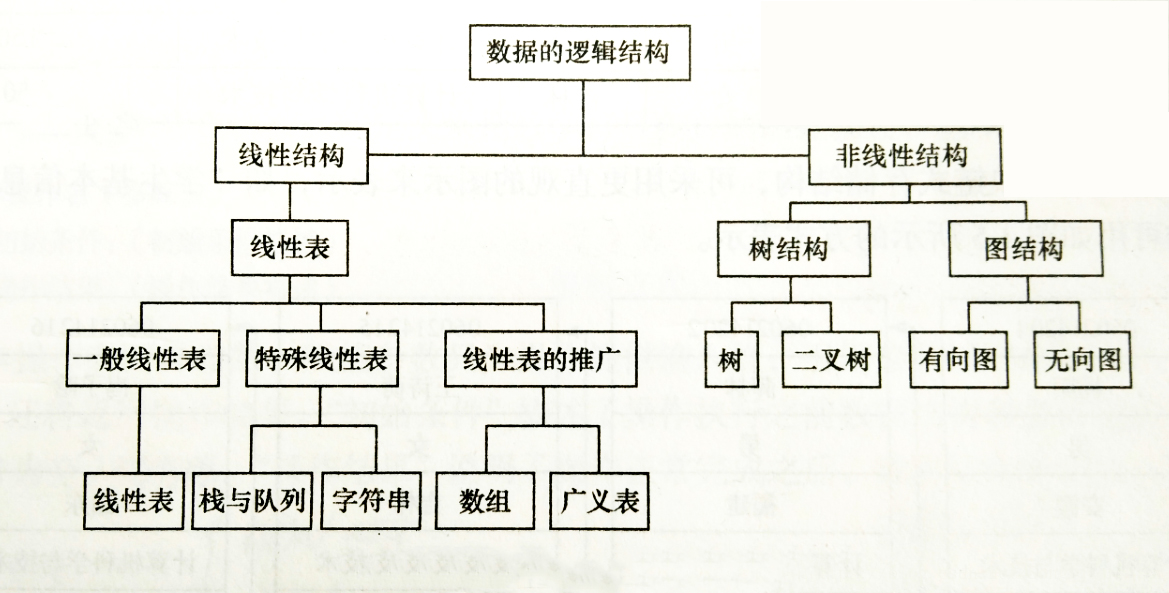 数据的逻辑结构
线性结构
非线性结构
线性表
树结构
图结构
一般线性表
特殊线性表
线性表的推广
树
二叉树
有向图
无向图
线性表
栈与队列
字符串
数组
广义表